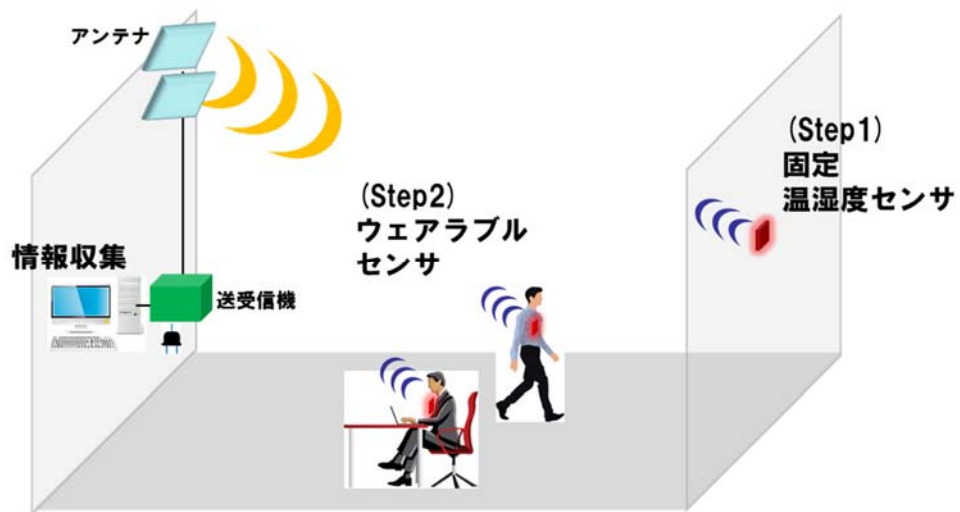 アンテナ
(Step1)
固定
温湿度センサ
(Step2)
ウェアラブル
センサ
情報収集
送受信機